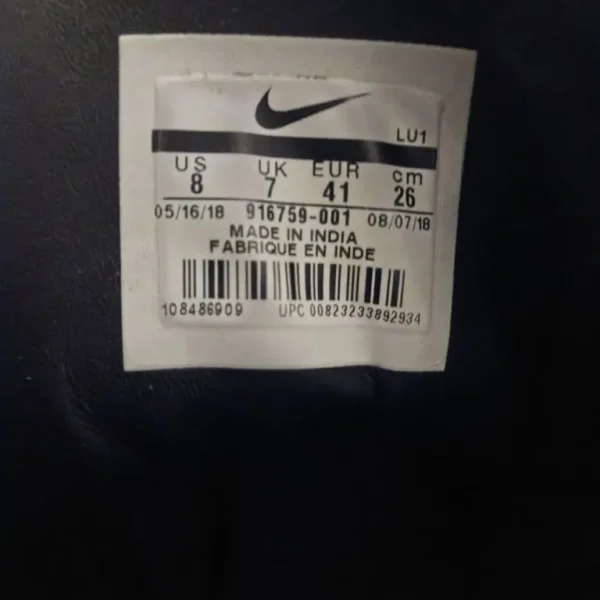 LU1
US UK EUR cm
8 7 41 26
05/16/18 916759-001 08/07/18
MADE IN INDIA
FABRIQUE EN INDE
108486909 UPC 00823233892934